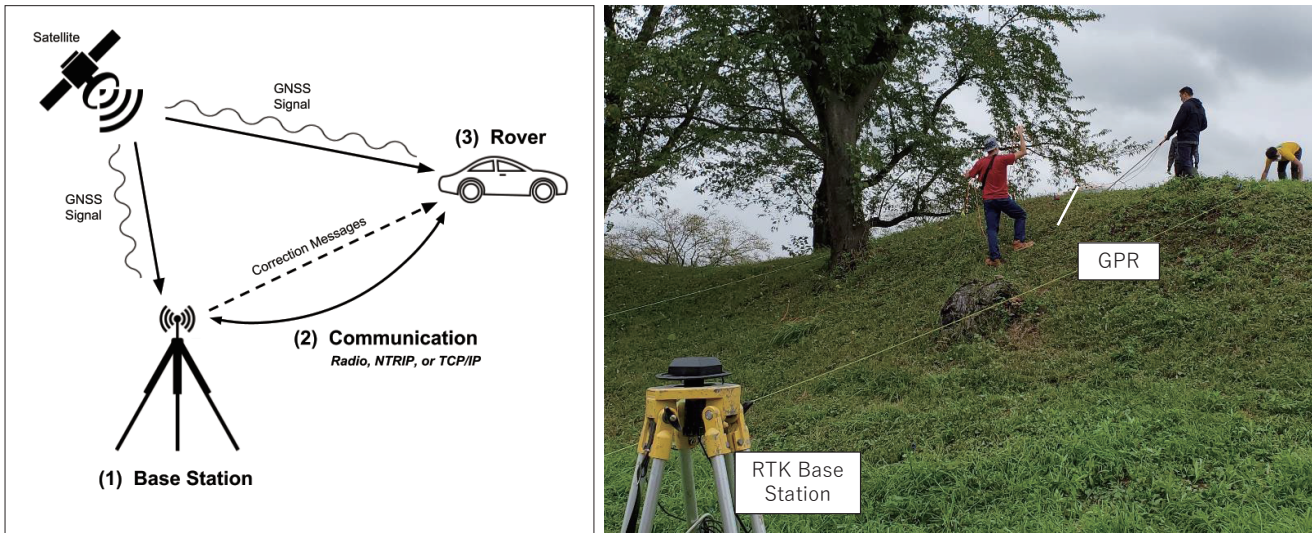 Satellite
GNSS
Signal
(3) Rover
GNSS
Signal
Correction Messages
(2) Communication
Radio, NTRIP, or TCP/IP
(1) Base Station
GPR
RTK Base
Station